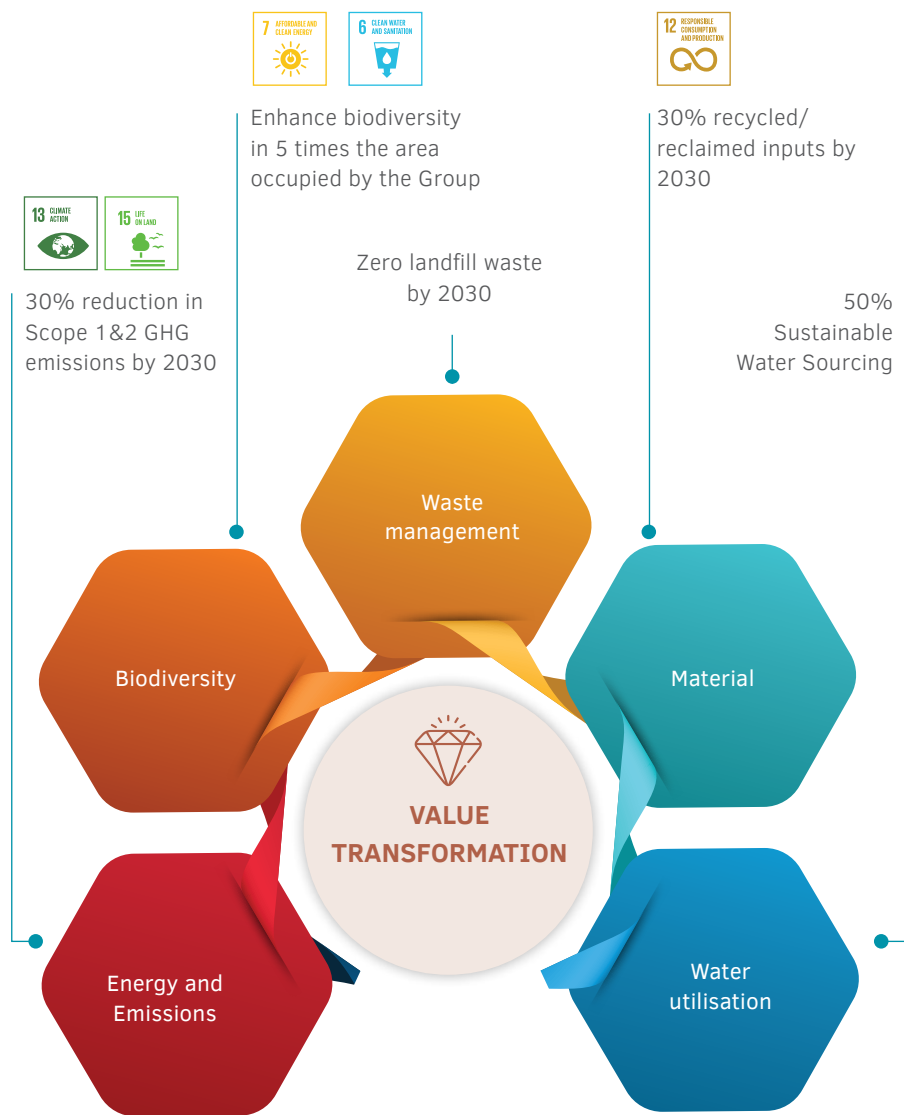 7 AFFORDABLE AND
CLEAN ENERGY
6 CLEAN WATER
AND SANITATION
12 RESPONSIBLE
CONSUMPTION
AND PRODUCTION
Enhance biodiversity
in 5 times the area
occupied by the Group
30% recycled/
reclaimed inputs by
2030
13 CLIMATE
ACTION
15 LIFE
ON LAND
Zero landfill waste
by 2030
30% reduction in
Scope 1&2 GHG
emissions by 2030
50%
Sustainable
Water Sourcing
Waste
management
Biodiversity
Material
VALUE
TRANSFORMATION
Energy and
Emissions
Water
utilisation